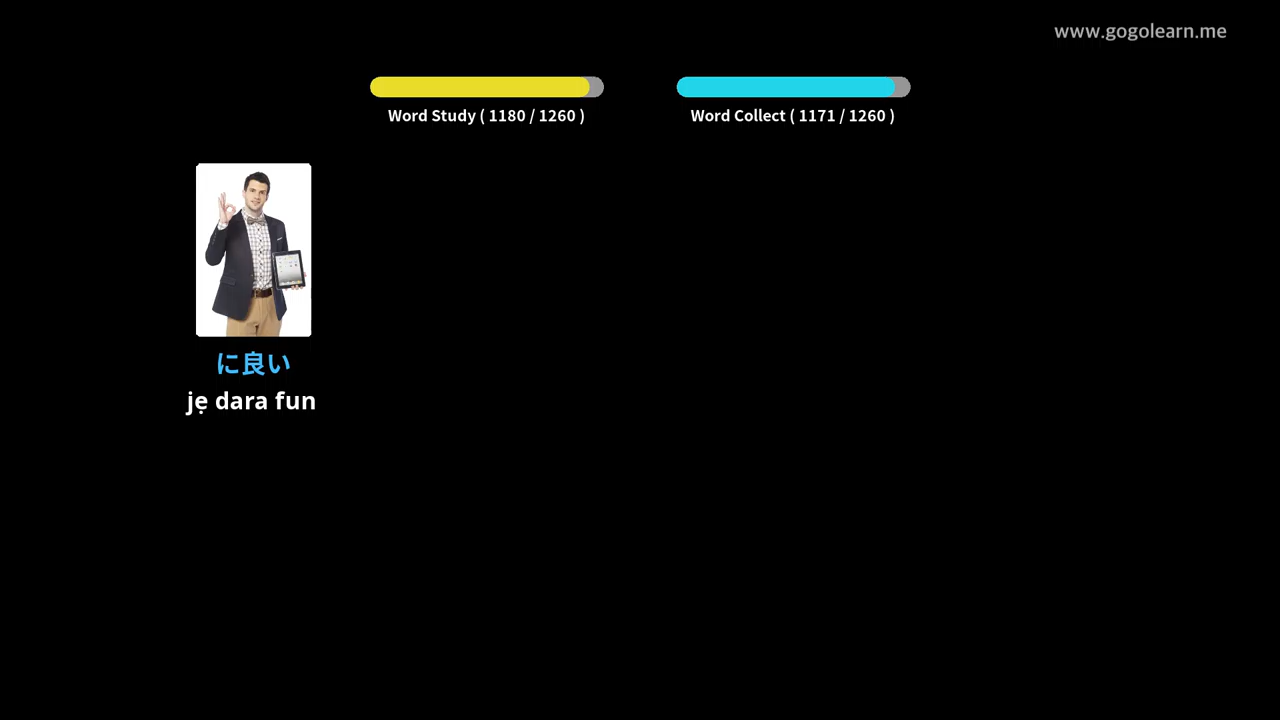 www.gogolearn.me
Word Study ( 1180 / 1260 )
Word Collect ( 1171 / 1260 )
に良い
jẹ dara fun